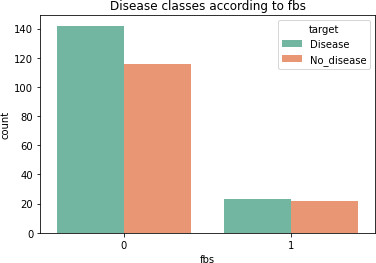 Disease classes according to fbs
target
Disease
No_disease
140
120
100
80
60
40
20
0
count
0
1
fbs